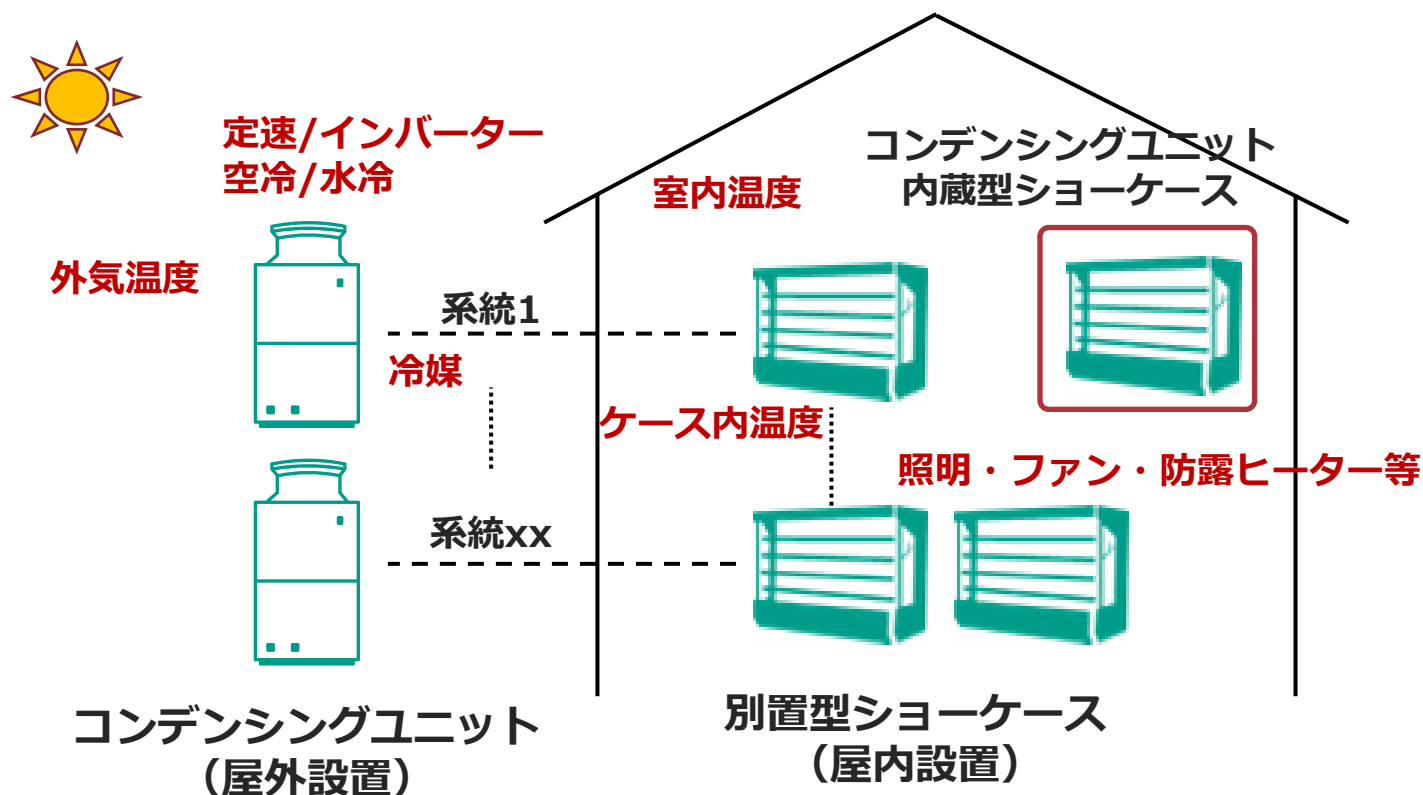 定速/インバーター
空冷/水冷
コンデンシングユニット
内蔵型ショーケース
室内温度
外気温度
系統1
冷媒
ケース内温度
照明・ファン・防露ヒーター等
系統xx
コンデンシングユニット
（屋外設置）
別置型ショーケース
（屋内設置）